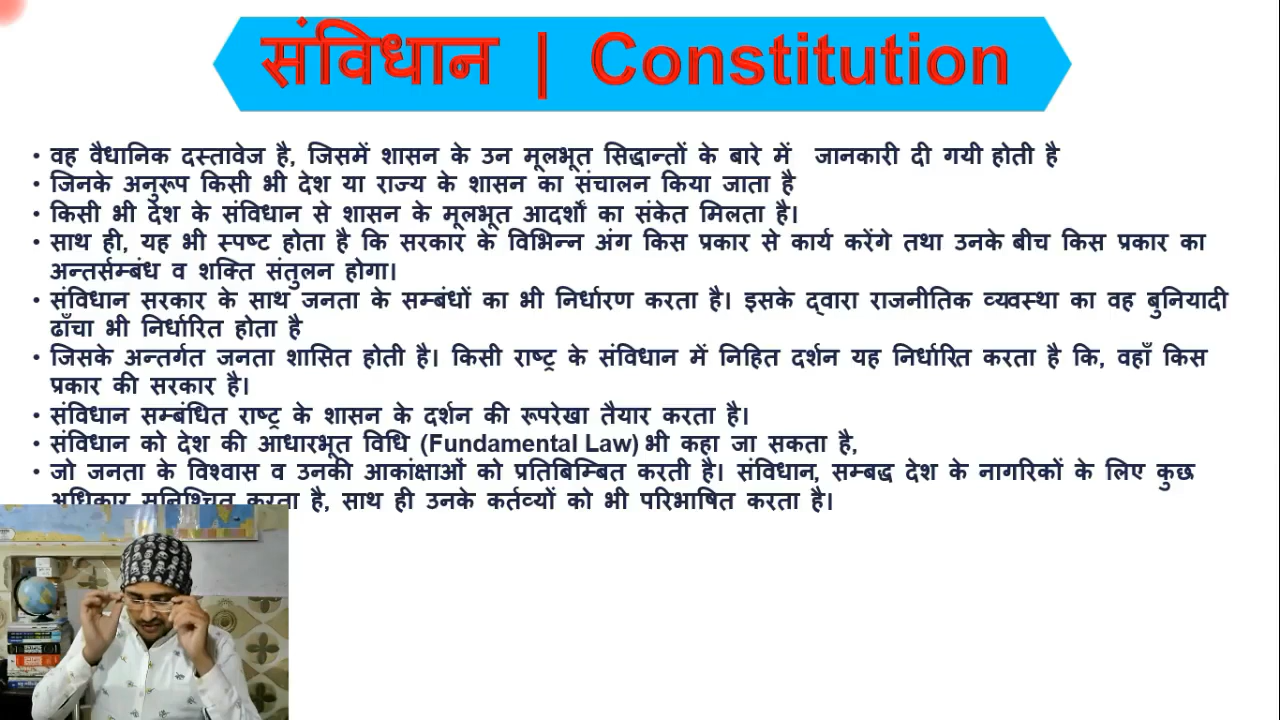 संविधान | Constitution
• वह वैधानिक दस्तावेज है, जिसमें शासन के उन मूलभूत सिद्धान्तों के बारे में जानकारी दी गयी होती है
• जिनके अनुरूप किसी भी देश या राज्य के शासन का संचालन किया जाता है
• किसी भी देश के संविधान से शासन के मूलभूत आदर्शों का संकेत मिलता है।
• साथ ही, यह भी स्पष्ट होता है कि सरकार के विभिन्न अंग किस प्रकार से कार्य करेंगे तथा उनके बीच किस प्रकार का
अन्तर्सम्बंध व शक्ति संतुलन होगा।
• संविधान सरकार के साथ जनता के सम्बंधों का भी निर्धारण करता है। इसके द्वारा राजनीतिक व्यवस्था का वह बुनियादी
ढाँचा भी निर्धारित होता है
• जिसके अन्तर्गत जनता शासित होती है। किसी राष्ट्र के संविधान में निहित दर्शन यह निर्धारित करता है कि, वहाँ किस
प्रकार की सरकार है।
• संविधान सम्बंधित राष्ट्र के शासन के दर्शन की रूपरेखा तैयार करता है।
• संविधान को देश की आधारभूत विधि (Fundamental Law) भी कहा जा सकता है,
• जो जनता के विश्वास व उनकी आकांक्षाओं को प्रतिबिम्बित करती है। संविधान, सम्बद्ध देश के नागरिकों के लिए कुछ
अधिकार सुनिश्चित करता है, साथ ही उनके कर्तव्यों को भी परिभाषित करता है।